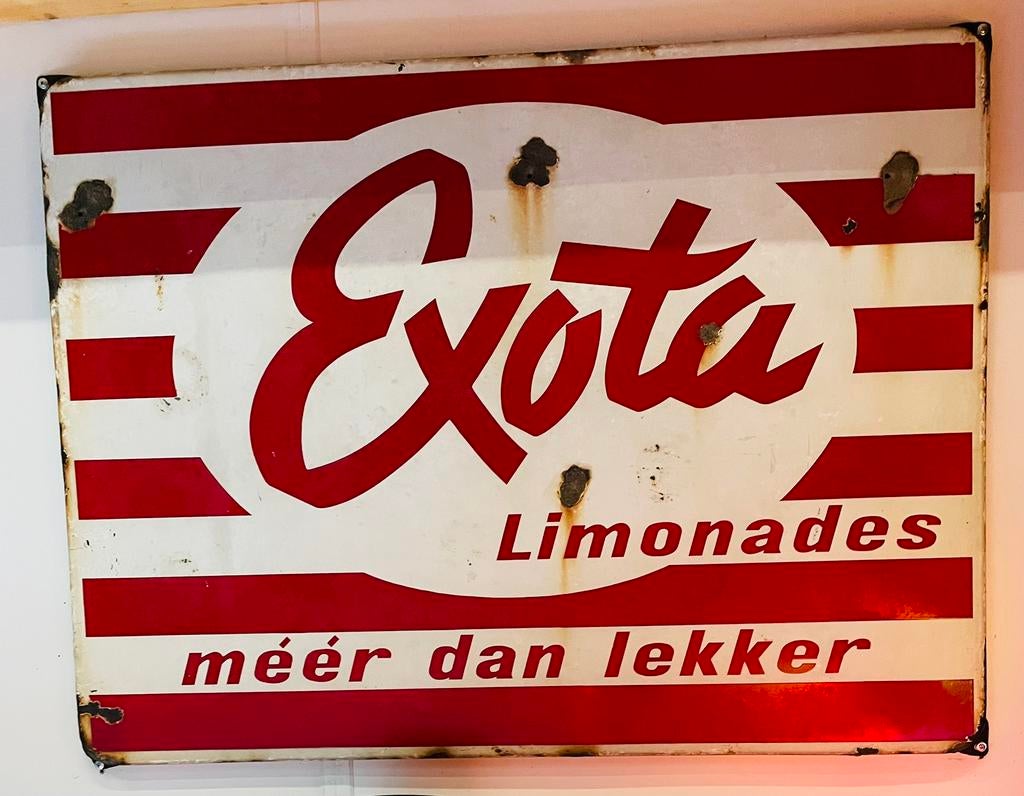 Exota
Limonades
méér dan lekker